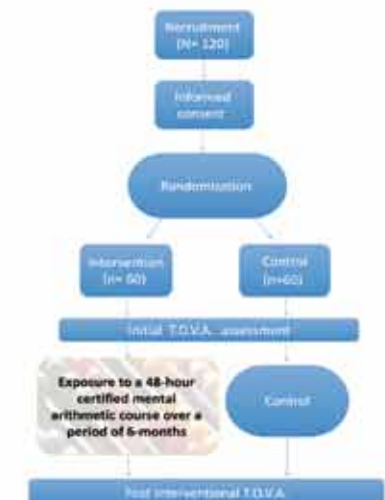 Recruitment
(N= 120)
Informed
consent
Randomization
Intervention
(n= 60)
Control
(n=60)
Initial T.O.V.A. assessment
Exposure to a 48-hour
certified mental
arithmetic course over a
period of 6-months
Control
Post Interventional T.O.V.A